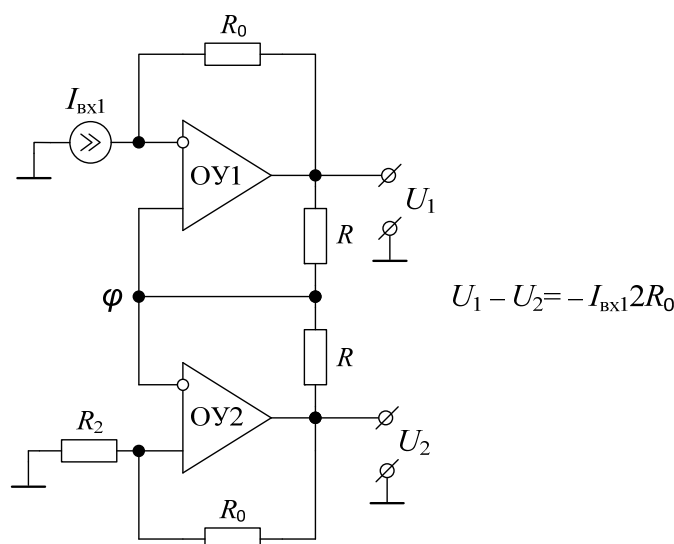 R₀
Iвх1
ОУ1
U₁
R
φ
U₁ – U₂= – Iвх12R₀
R
ОУ2
R₂
U₂
R₀